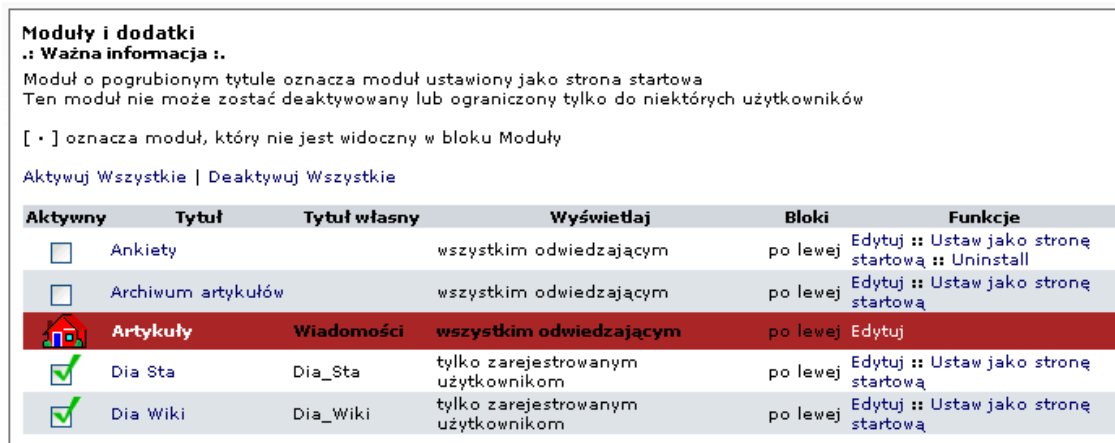 Moduły i dodatki
.: Ważna informacja :.
Moduł o pogrubionym tytule oznacza moduł ustawiony jako strona startowa
Ten moduł nie może zostać deaktywowany lub ograniczony tylko do niektórych użytkowników
[ · ] oznacza moduł, który nie jest widoczny w bloku Moduły
Aktywuj Wszystkie | Deaktywuj Wszystkie
Aktywny Tytuł Tytuł własny Wyświetlaj Bloki Funkcje
Ankiety wszystkim odwiedzającym po lewej Edytuj :: Ustaw jako stronę
startową :: Uninstall
Archiwum artykułów wszystkim odwiedzającym po lewej Edytuj :: Ustaw jako stronę
startową
Artykuły Wiadomości wszystkim odwiedzającym po lewej Edytuj
Dia Sta Dia_Sta tylko zarejestrowanym
użytkownikom po lewej Edytuj :: Ustaw jako stronę
startową
Dia Wiki Dia_Wiki tylko zarejestrowanym
użytkownikom po lewej Edytuj :: Ustaw jako stronę
startową